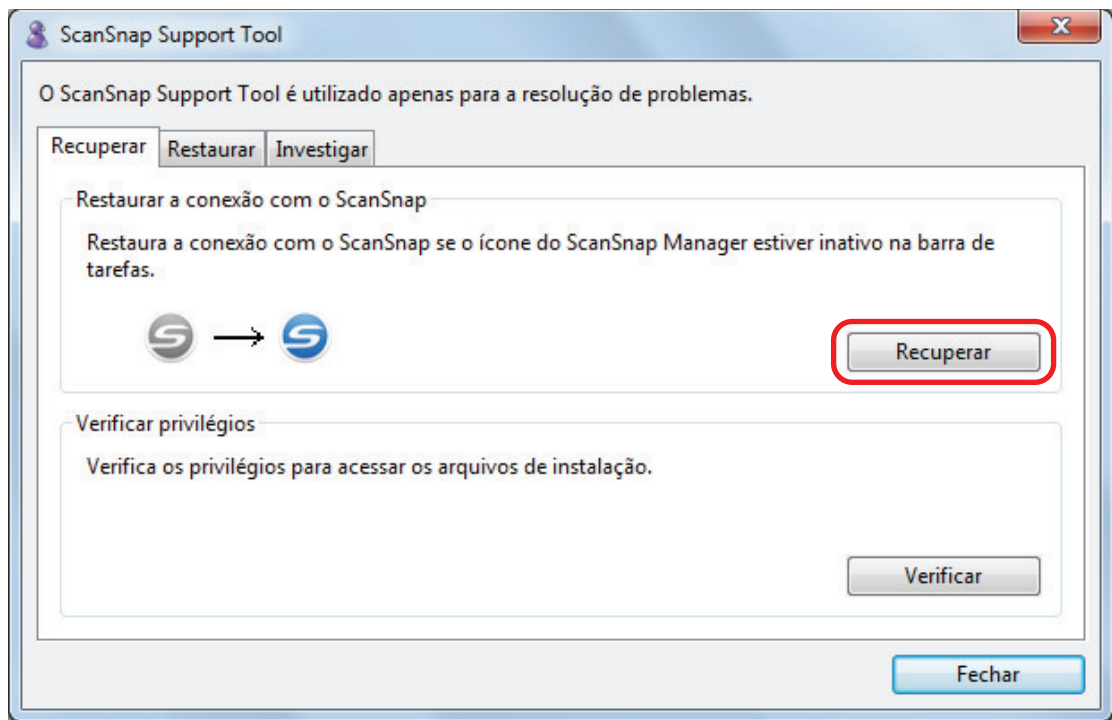 ScanSnap Support Tool
O ScanSnap Support Tool é utilizado apenas para a resolução de problemas.
Recuperar Restaurar Investigar
Restaurar a conexão com o ScanSnap
Restaura a conexão com o ScanSnap se o ícone do ScanSnap Manager estiver inativo na barra de
tarefas.
Recuperar
Verificar privilégios
Verifica os privilégios para acessar os arquivos de instalação.
Verificar
Fechar